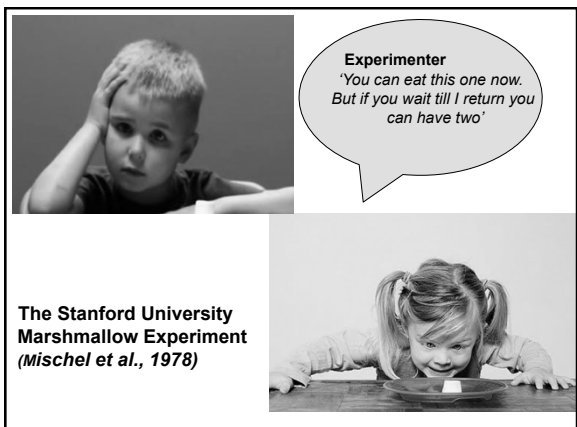 Experimenter
‘You can eat this one now.
But if you wait till I return you
can have two’
The Stanford University
Marshmallow Experiment
(Mischel et al., 1978)